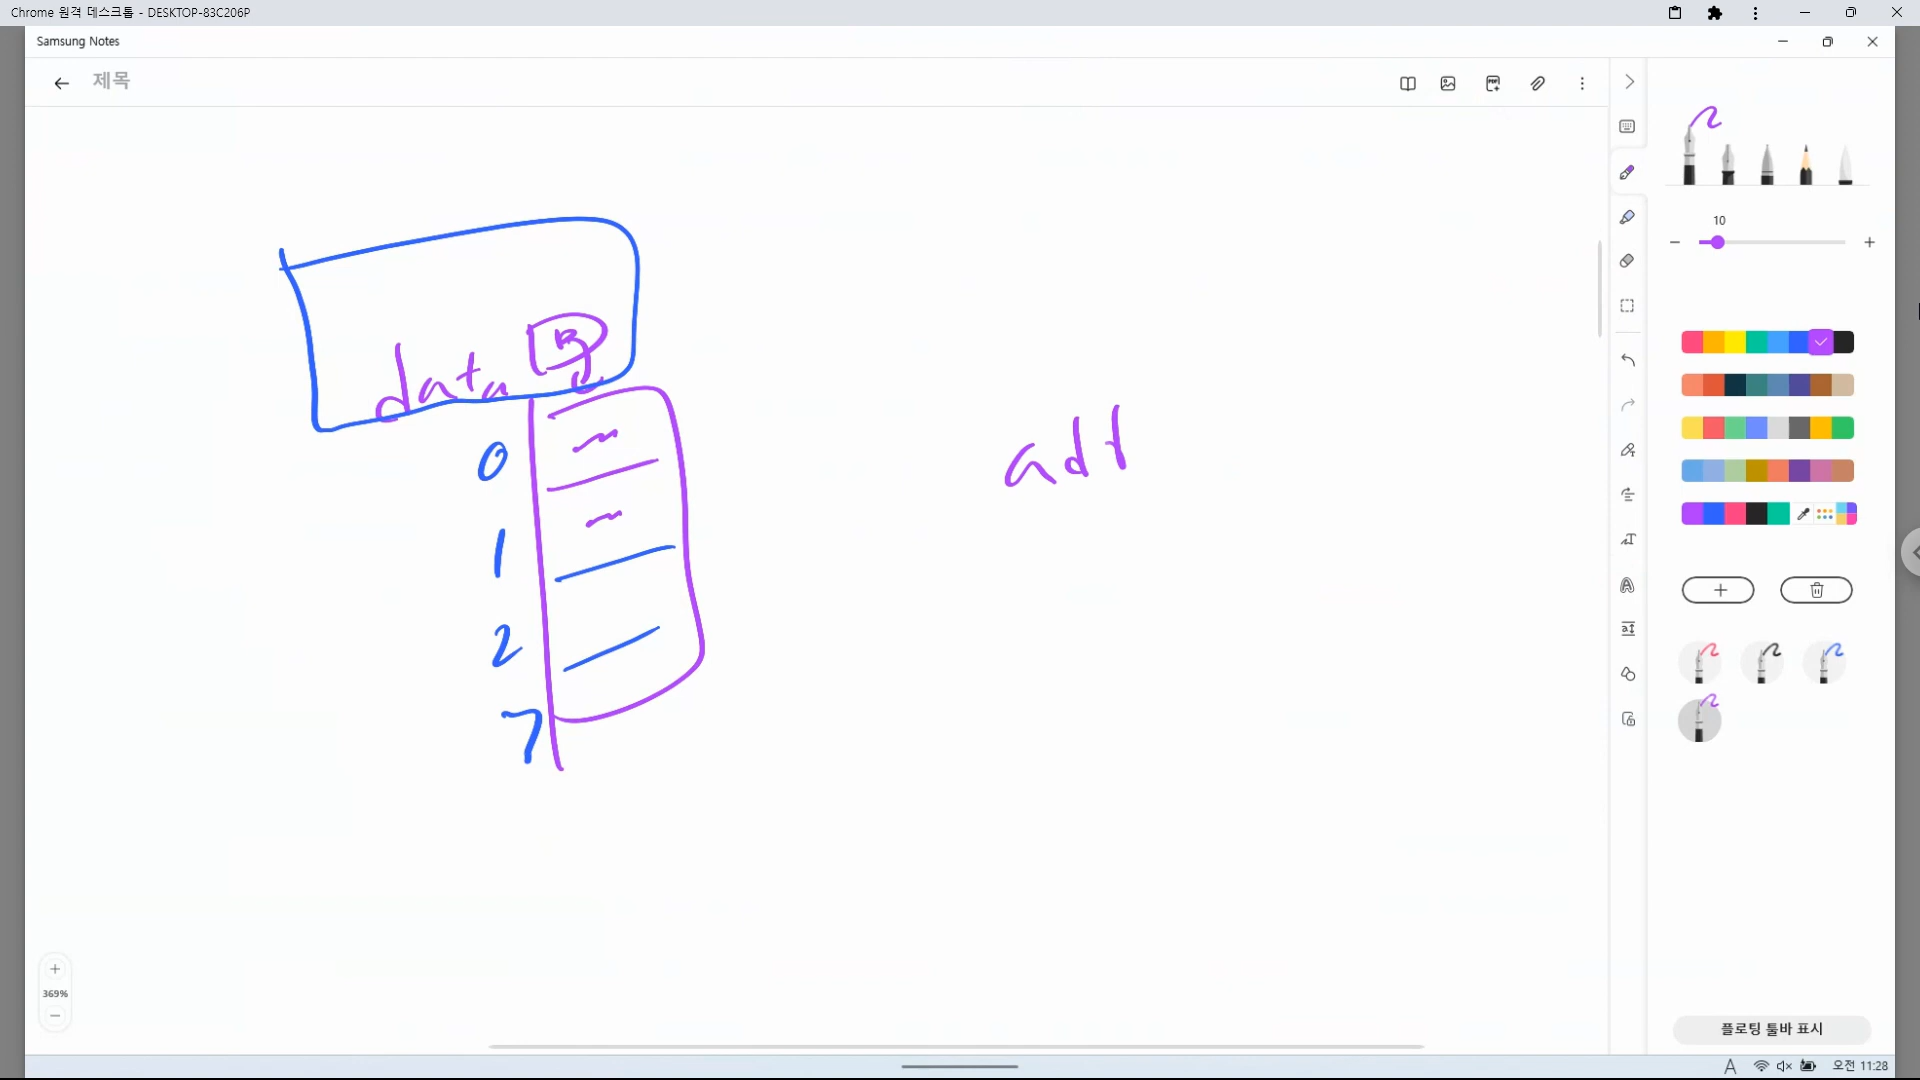 Chrome 원격 데스크톱 - DESKTOP-83C206P
Samsung Notes
제목
10
data
0
1
2
7
add
369%
플로팅 툴바 표시
A
오전 11:28